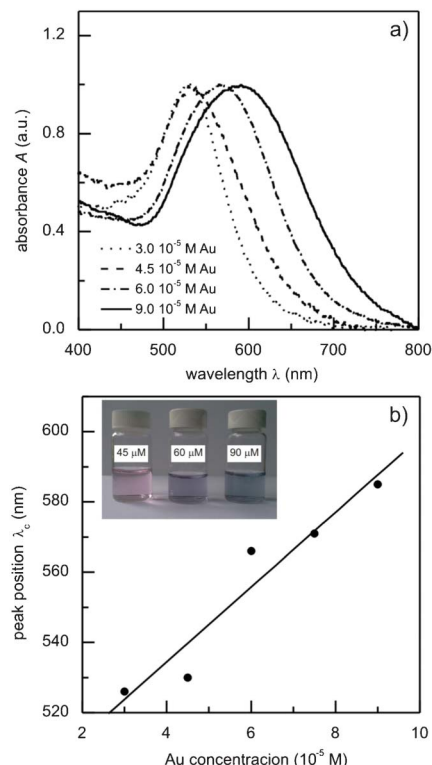 a)
absorbance A (a.u.)
1.2
0.8
0.4
0.0
3.0 10⁻⁵ M Au
4.5 10⁻⁵ M Au
6.0 10⁻⁵ M Au
9.0 10⁻⁵ M Au
400 500 600 700 800
wavelength λ (nm)
b)
peak position λc (nm)
600
580
560
540
520
45 µM 60 µM 90 µM
2 4 6 8 10
Au concentracion (10⁻⁵ M)